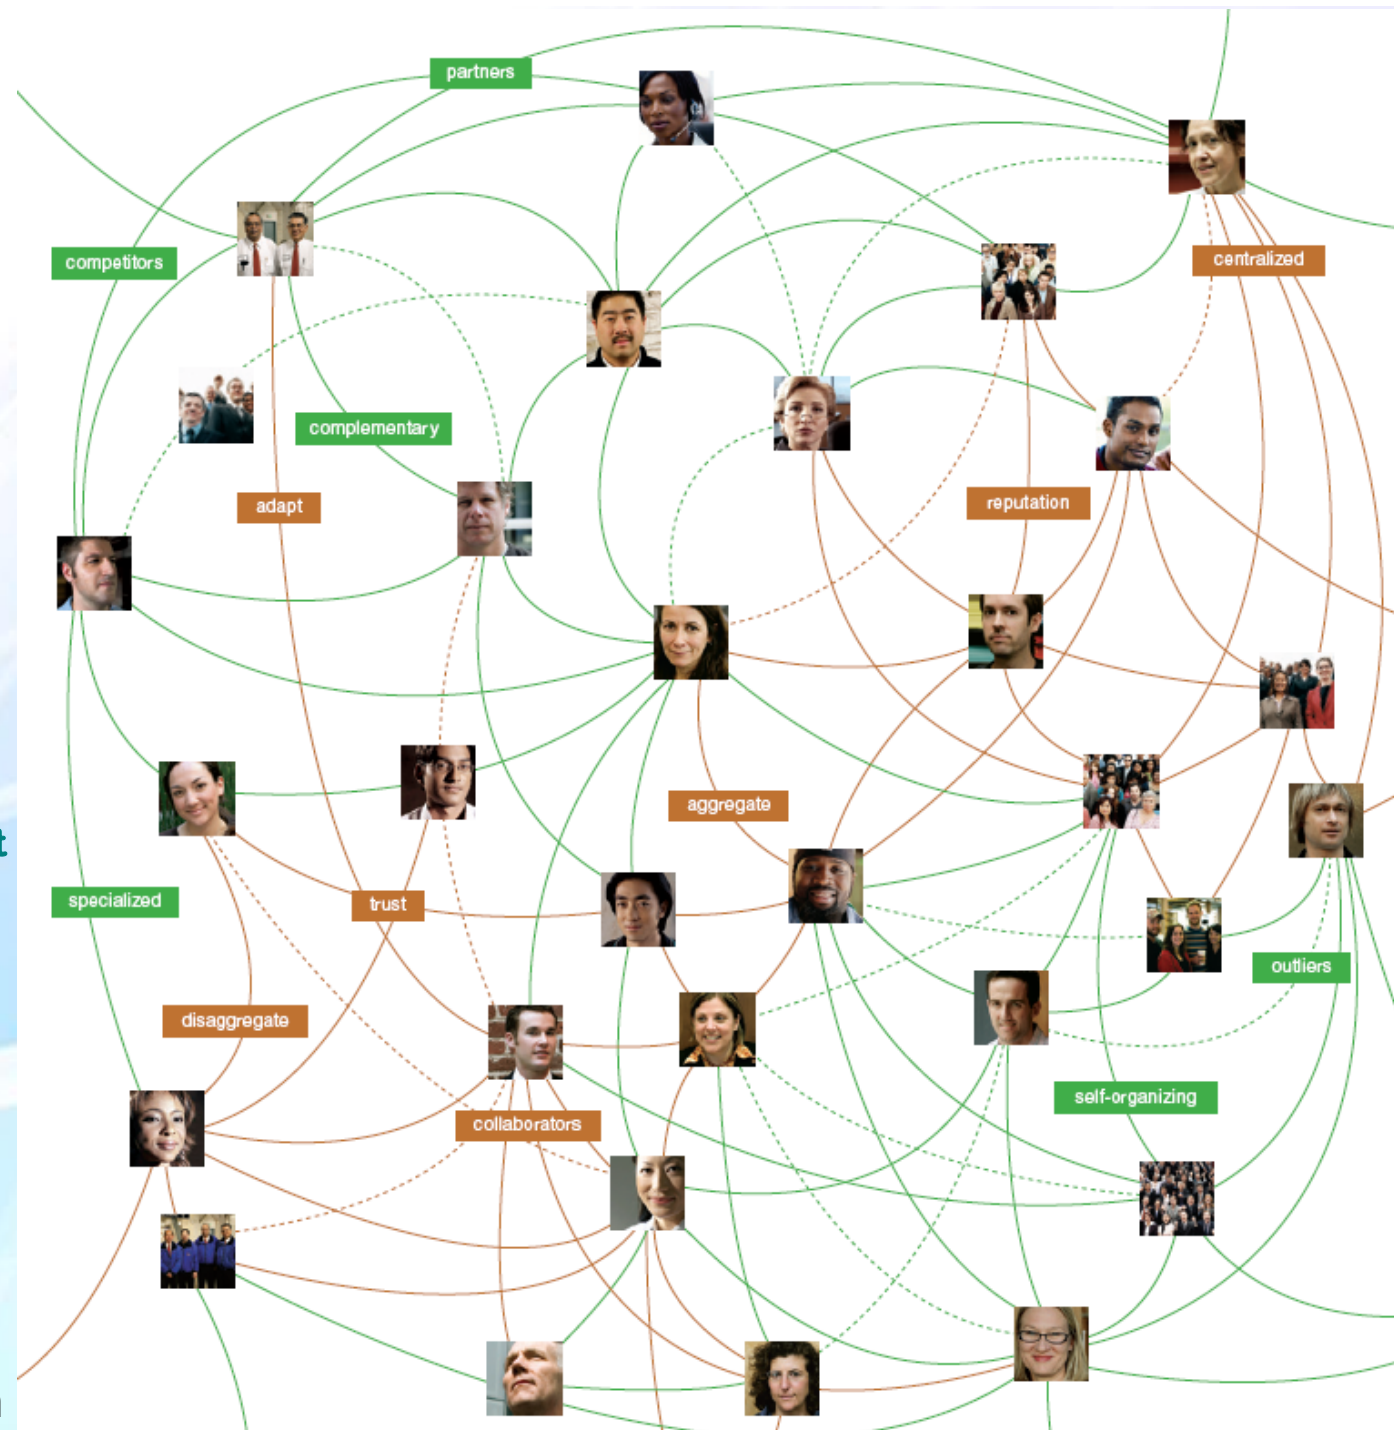 partners
competitors
centralized
complementary
adapt
reputation
aggregate
t
specialized
trust
outliers
disaggregate
self-organizing
collaborators